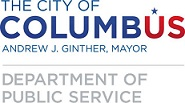 THE CITY OF
COLUMBUS
ANDREW J. GINTHER, MAYOR
DEPARTMENT OF
PUBLIC SERVICE